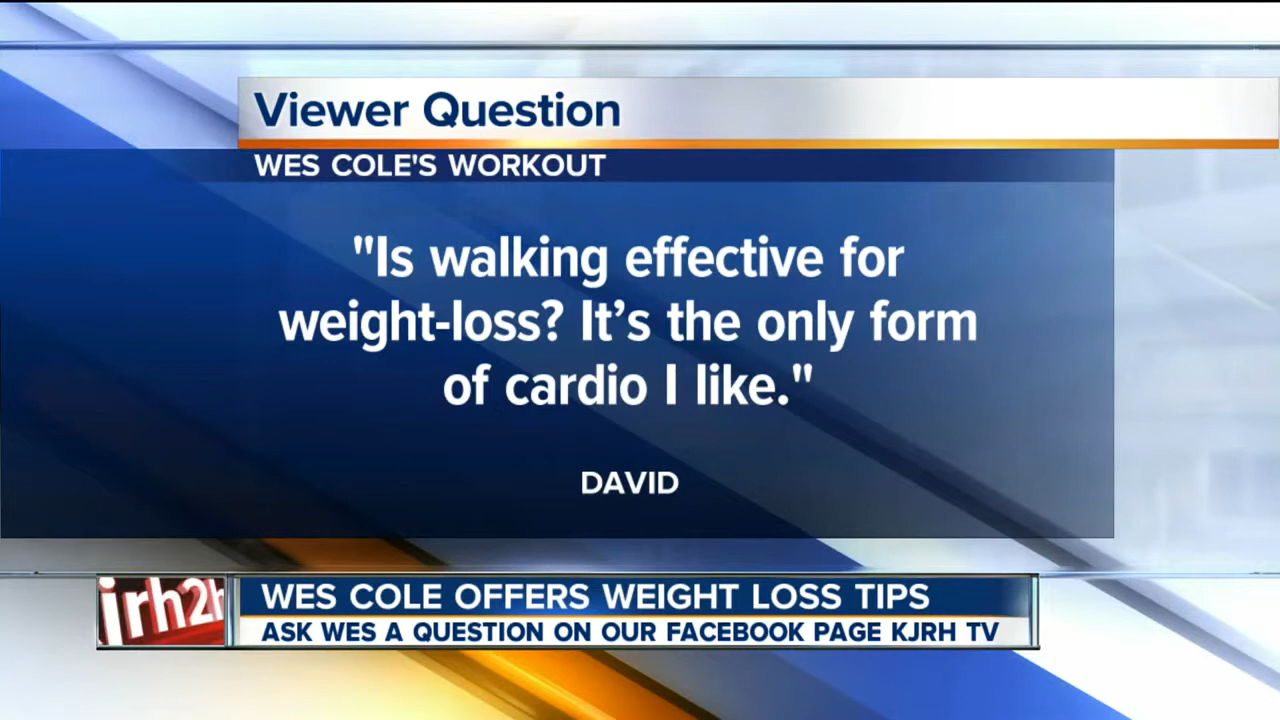 Viewer Question
WES COLE'S WORKOUT
"Is walking effective for
weight-loss? It’s the only form
of cardio I like."
DAVID
WES COLE OFFERS WEIGHT LOSS TIPS
ASK WES A QUESTION ON OUR FACEBOOK PAGE KJRH TV